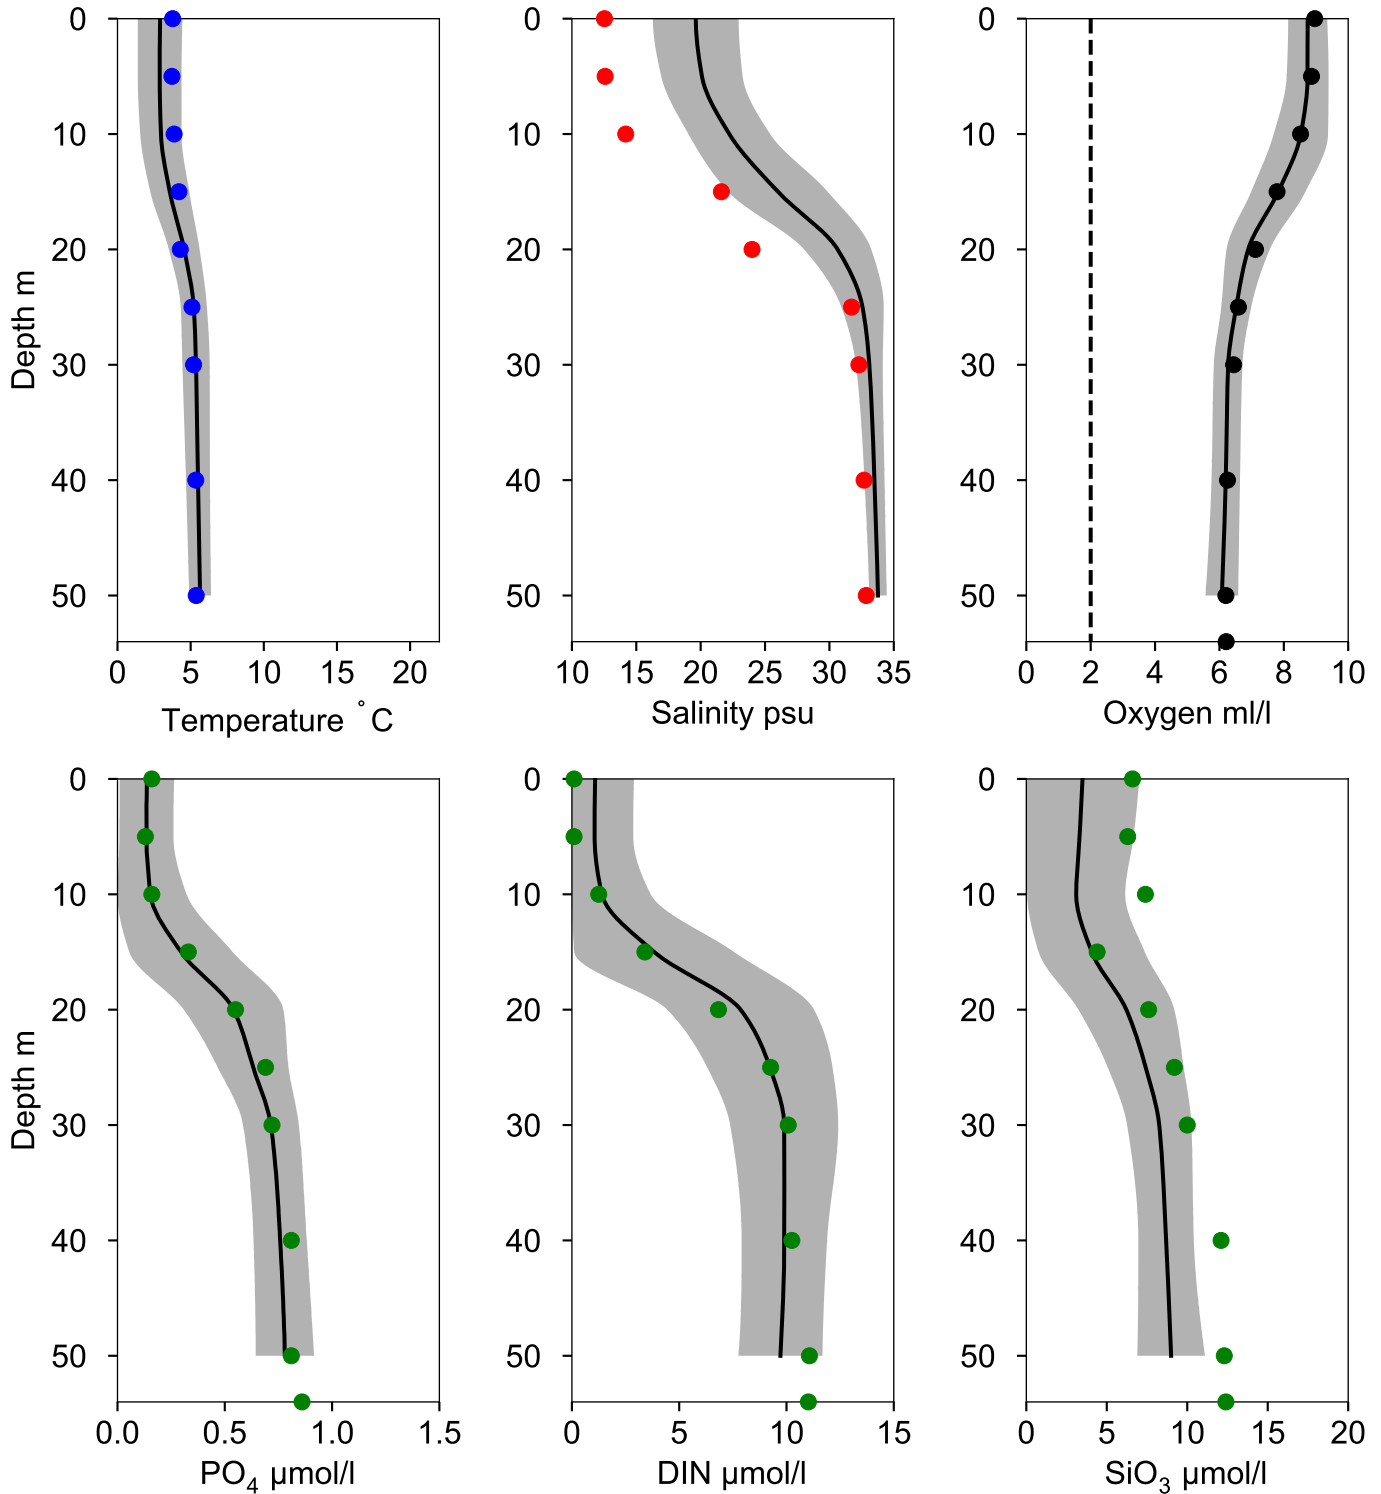 0
10
20
30
40
50
Depth m
0 5 10 15 20
Temperature °C
0
10
20
30
40
50
10 15 20 25 30 35
Salinity psu
0
10
20
30
40
50
0 2 4 6 8 10
Oxygen ml/l
0
10
20
30
40
50
Depth m
0.0 0.5 1.0 1.5
PO4 µmol/l
0
10
20
30
40
50
0 5 10 15
DIN µmol/l
0
10
20
30
40
50
0 5 10 15 20
SiO3 µmol/l